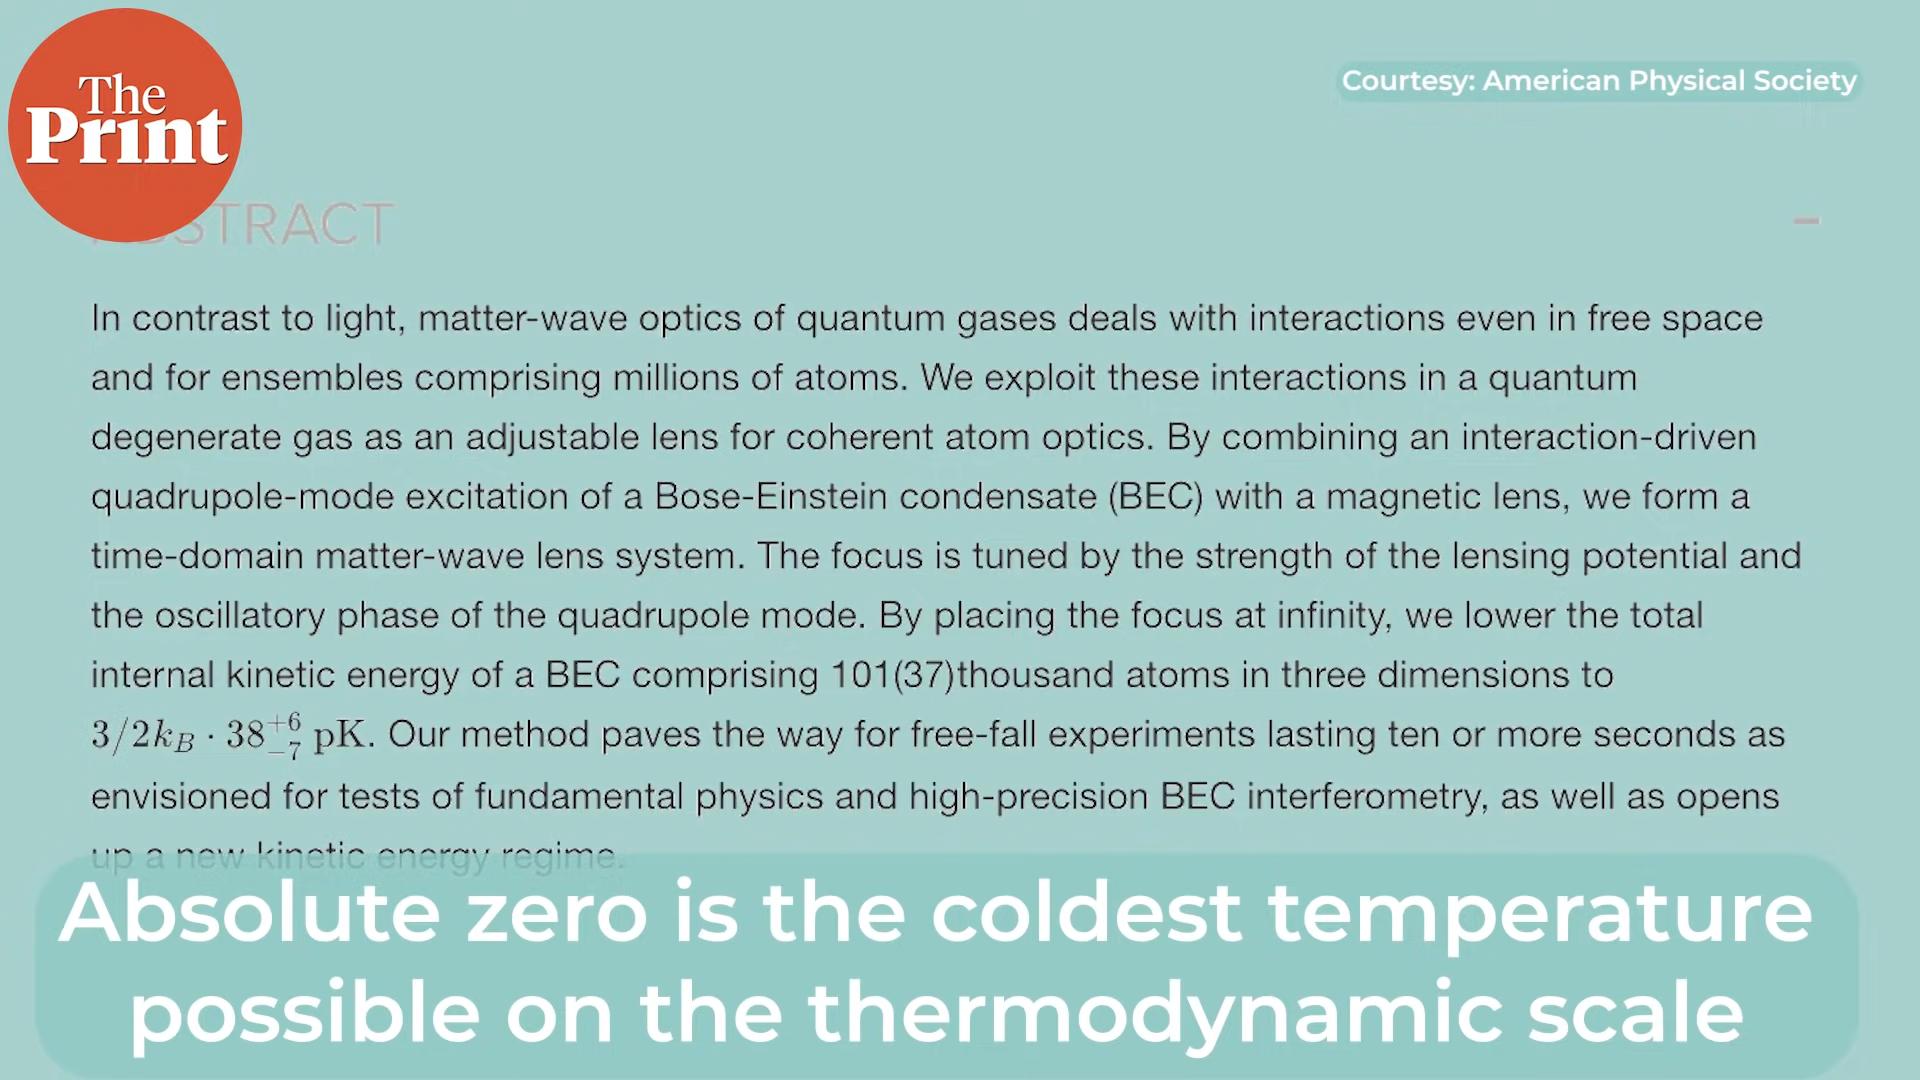 The
Print
Courtesy: American Physical Society
ABSTRACT
In contrast to light, matter-wave optics of quantum gases deals with interactions even in free space
and for ensembles comprising millions of atoms. We exploit these interactions in a quantum
degenerate gas as an adjustable lens for coherent atom optics. By combining an interaction-driven
quadrupole-mode excitation of a Bose-Einstein condensate (BEC) with a magnetic lens, we form a
time-domain matter-wave lens system. The focus is tuned by the strength of the lensing potential and
the oscillatory phase of the quadrupole mode. By placing the focus at infinity, we lower the total
internal kinetic energy of a BEC comprising 101(37)thousand atoms in three dimensions to
3/2k_B · 38^{+6}_{−7} pK. Our method paves the way for free-fall experiments lasting ten or more seconds as
envisioned for tests of fundamental physics and high-precision BEC interferometry, as well as opens
up a new kinetic energy regime.
Absolute zero is the coldest temperature
possible on the thermodynamic scale